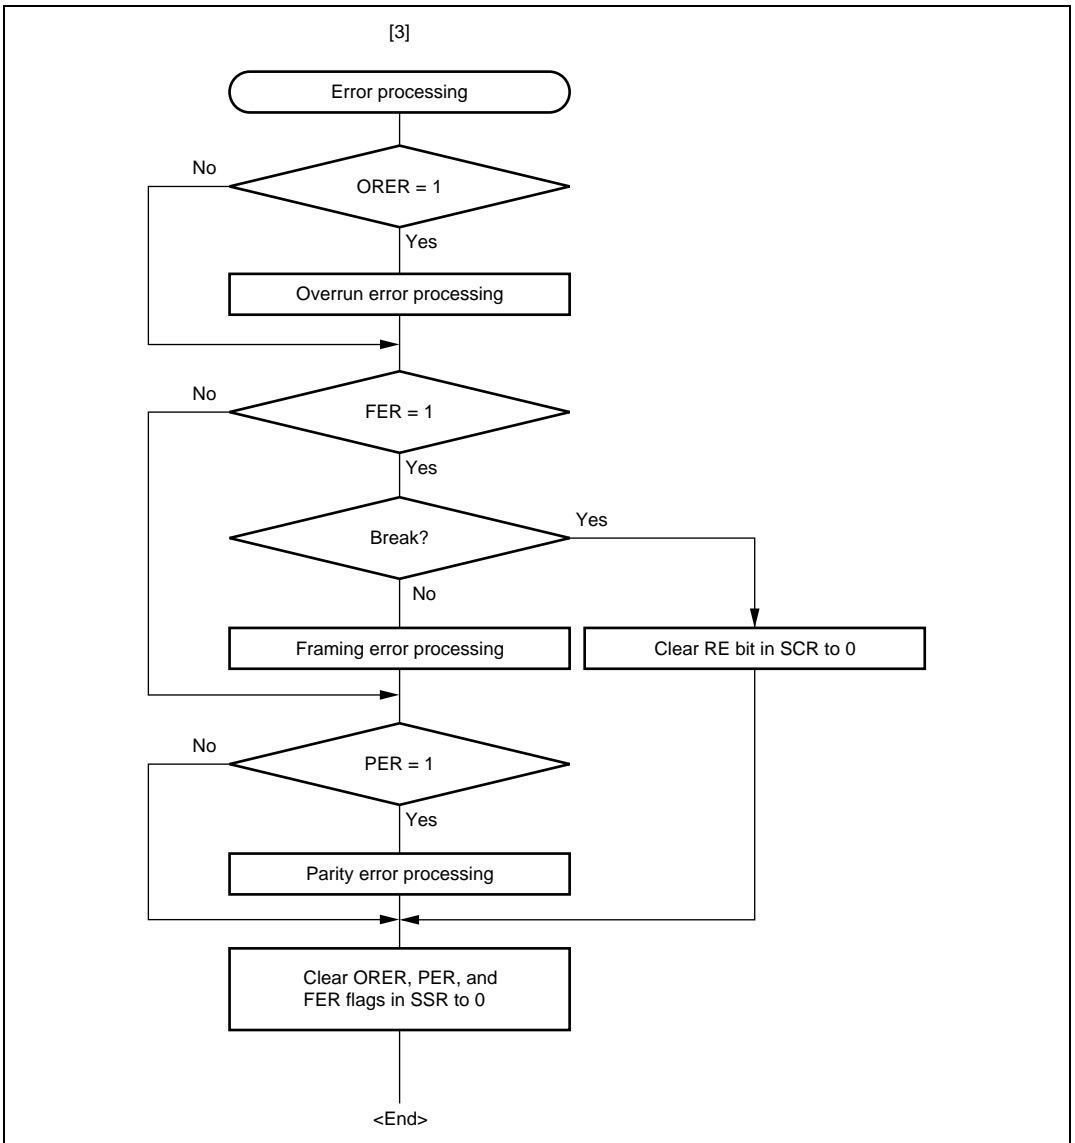 [3]
Error processing
No
ORER = 1
Yes
Overrun error processing
No
FER = 1
Yes
Break?
Yes
No
Framing error processing
Clear RE bit in SCR to 0
No
PER = 1
Yes
Parity error processing
Clear ORER, PER, and
FER flags in SSR to 0
<End>